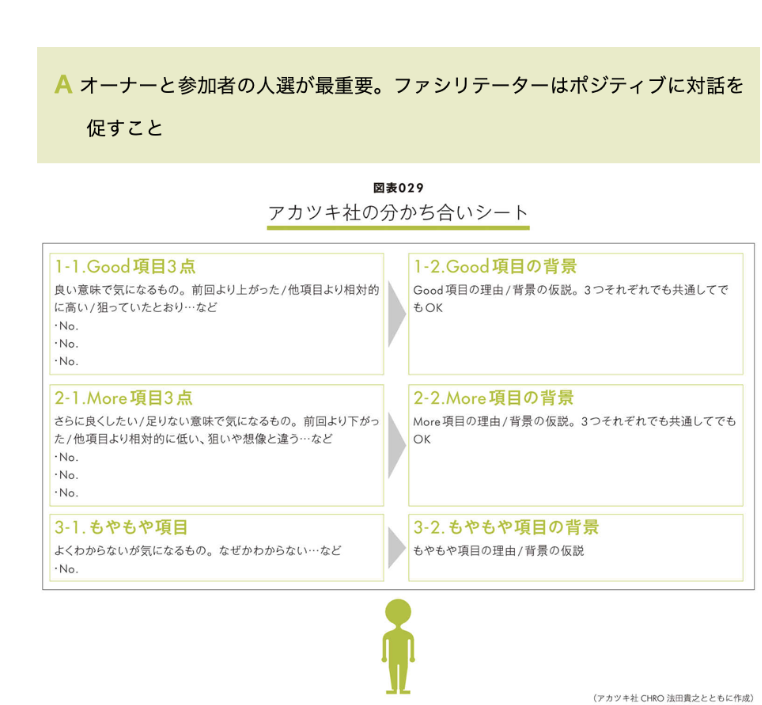 A オーナーと参加者の人選が最重要。ファシリテーターはポジティブに対話を
促すこと
図表029
アカツキ社の分かち合いシート
1-1.Good項目3点
良い意味で気になるもの。前回より上がった/他項目より相対的
に高い/狙っていたとおり…など
・No.
・No.
・No.
1-2.Good項目の背景
Good項目の理由/背景の仮説。3つそれぞれでも共通してで
もOK
2-1.More項目3点
さらに良くしたい/足りない意味で気になるもの。前回より下がっ
た/他項目より相対的に低い、狙いや想像と違う…など
・No.
・No.
・No.
2-2.More項目の背景
More項目の理由/背景の仮説。3つそれぞれでも共通してでも
OK
3-1.もやもや項目
よくわからないが気になるもの。なぜかわからない…など
・No.
3-2.もやもや項目の背景
もやもや項目の理由/背景の仮説
(アカツキ社 CHRO 法田貴之とともに作成)